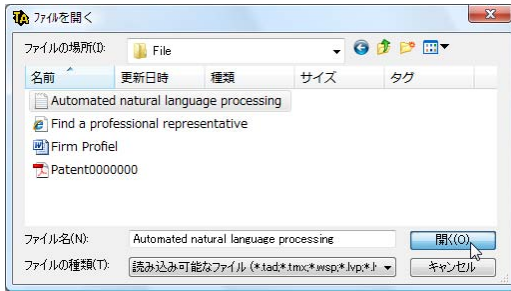 TA ファイルを開く
ファイルの場所(I): File
名前 更新日時 種類 サイズ タグ
Automated natural language processing
Find a professional representative
Firm Profiel
Patent0000000
ファイル名(N): Automated natural language processing 開く(O)
ファイルの種類(T): 読み込み可能なファイル (*.tad;*.tmx;*.wsp;*.lvp;*.h キャンセル